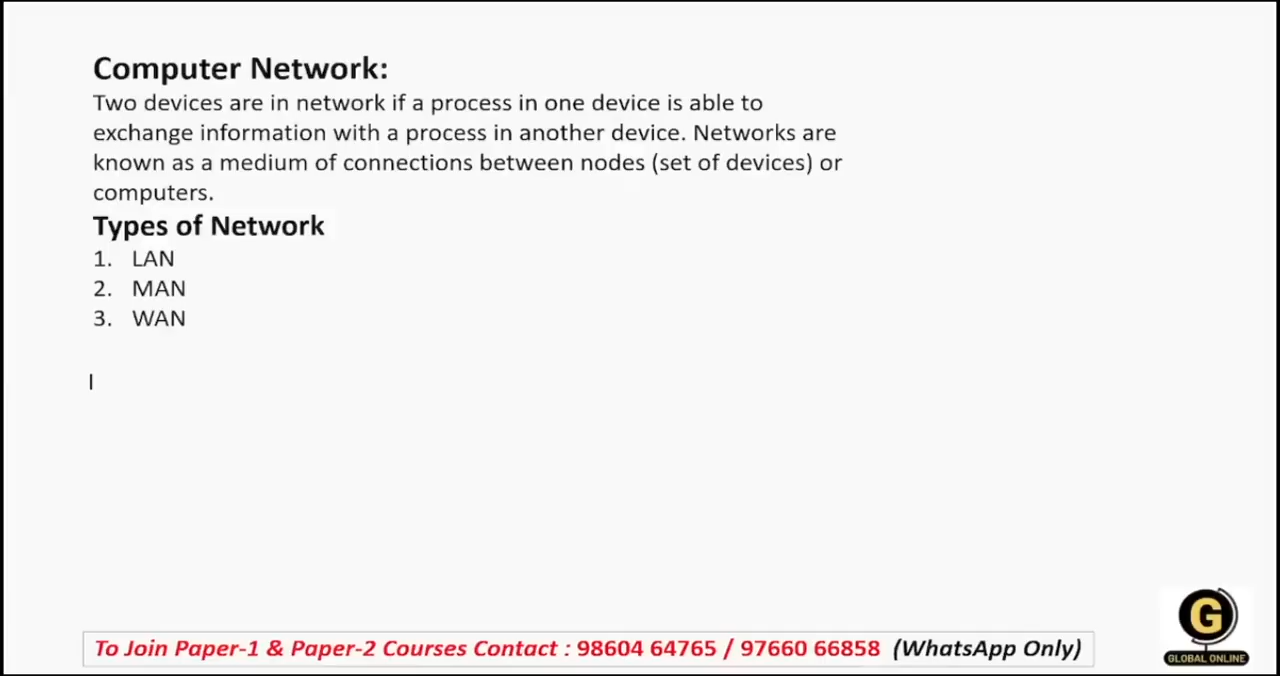 Computer Network:
Two devices are in network if a process in one device is able to
exchange information with a process in another device. Networks are
known as a medium of connections between nodes (set of devices) or
computers.
Types of Network
1. LAN
2. MAN
3. WAN
To Join Paper-1 & Paper-2 Courses Contact : 98604 64765 / 97660 66858 (WhatsApp Only)
G
GLOBAL ONLINE